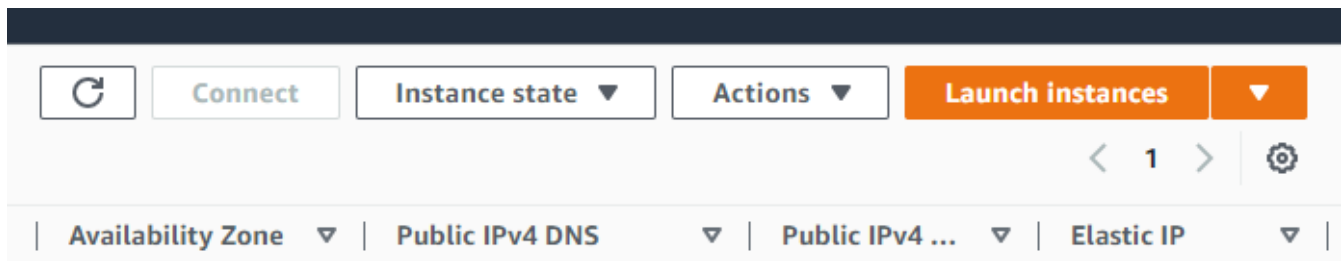 Connect Instance state Actions Launch instances
1
Availability Zone Public IPv4 DNS Public IPv4 ... Elastic IP